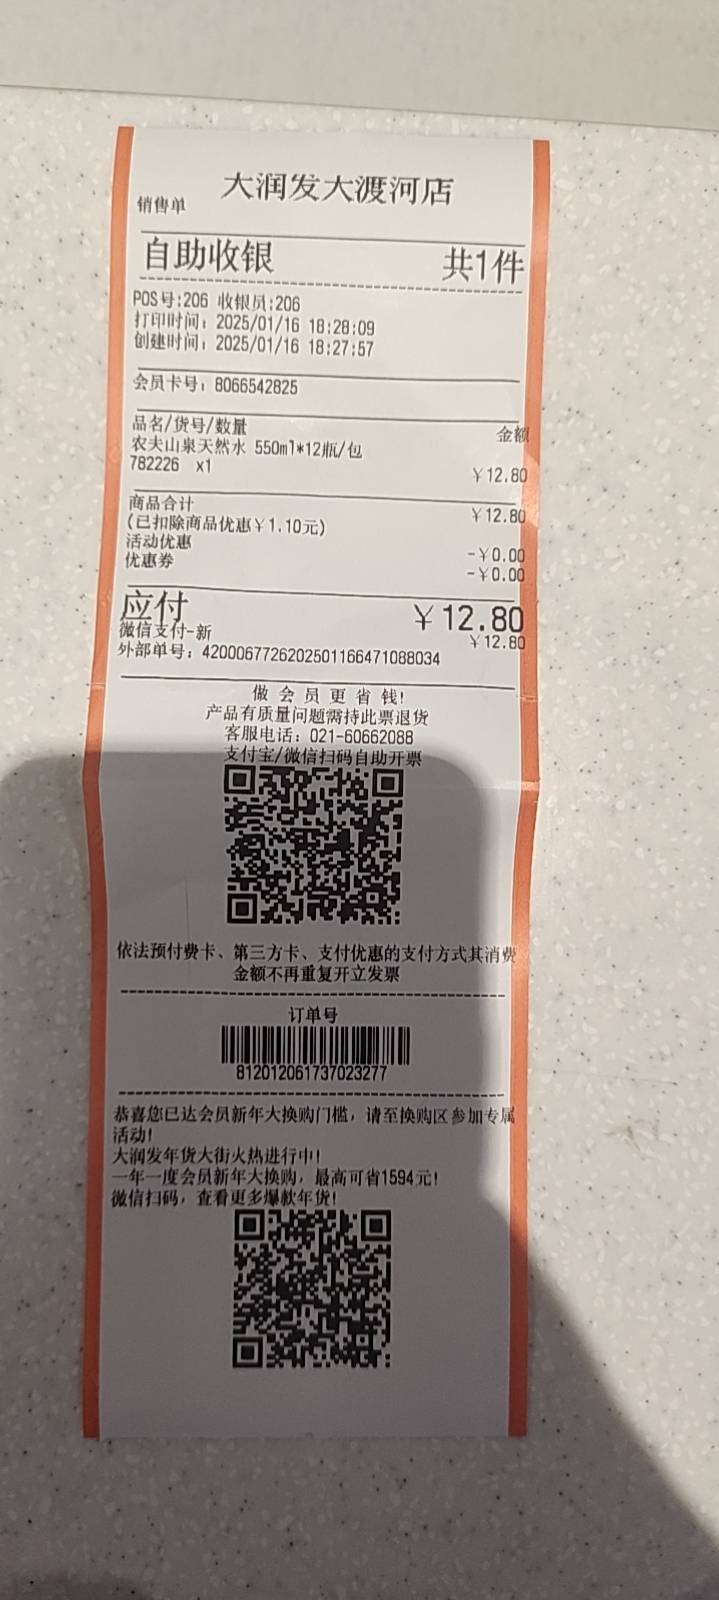 大润发大渡河店
销售单
自助收银 共1件
POS号:206 收银员:206
打印时间: 2025/01/16 18:28:09
创建时间: 2025/01/16 18:27:57
会员卡号: 8066542825
品名/货号/数量 金额
农夫山泉天然水 550ml*12瓶/包
782226 x1 ￥12.80
商品合计 ￥12.80
(已扣除商品优惠￥1.10元)
活动优惠 -￥0.00
优惠券 -￥0.00
应付 ￥12.80
微信支付-新 ￥12.80
外部单号: 4200067726202501166471088034
做会员更省钱!
产品有质量问题需持此票退货
客服电话: 021-60662088
支付宝/微信扫码自助开票
依法预付费卡、第三方卡、支付优惠的支付方式其消费
金额不再重复开立发票
订单号
812012061737023277
恭喜您已达会员新年大换购门槛, 请至换购区参加专属
活动!
大润发年货大街火热进行中!
一年一度会员新年大换购, 最高可省1594元!
微信扫码, 查看更多爆款年货!